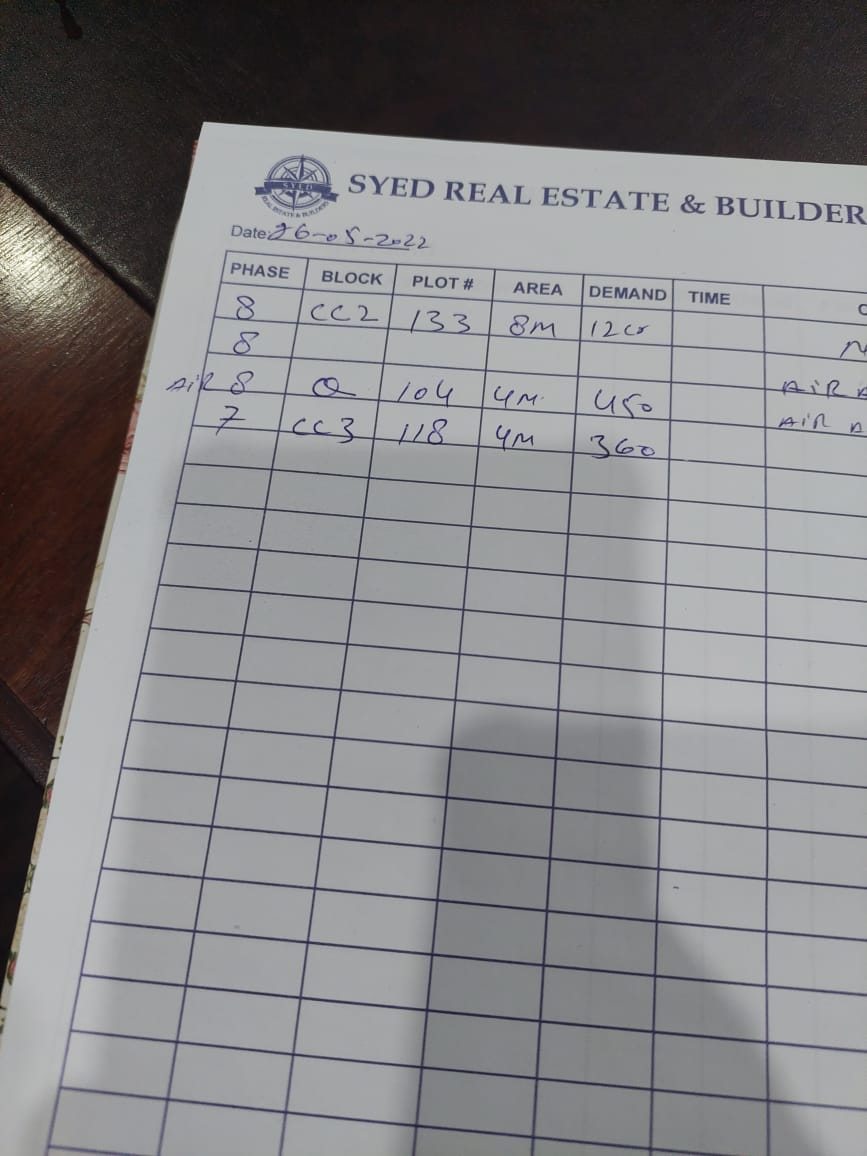 SYED
REAL ESTATE & BUILDERS
SYED REAL ESTATE & BUILDER
Date: 26-05-2022
PHASE BLOCK PLOT # AREA DEMAND TIME
8 CC2 133 8M 12cr
8
AiR 8 Q 104 4M 450 AiR
7 CC3 118 4M 360 AiR